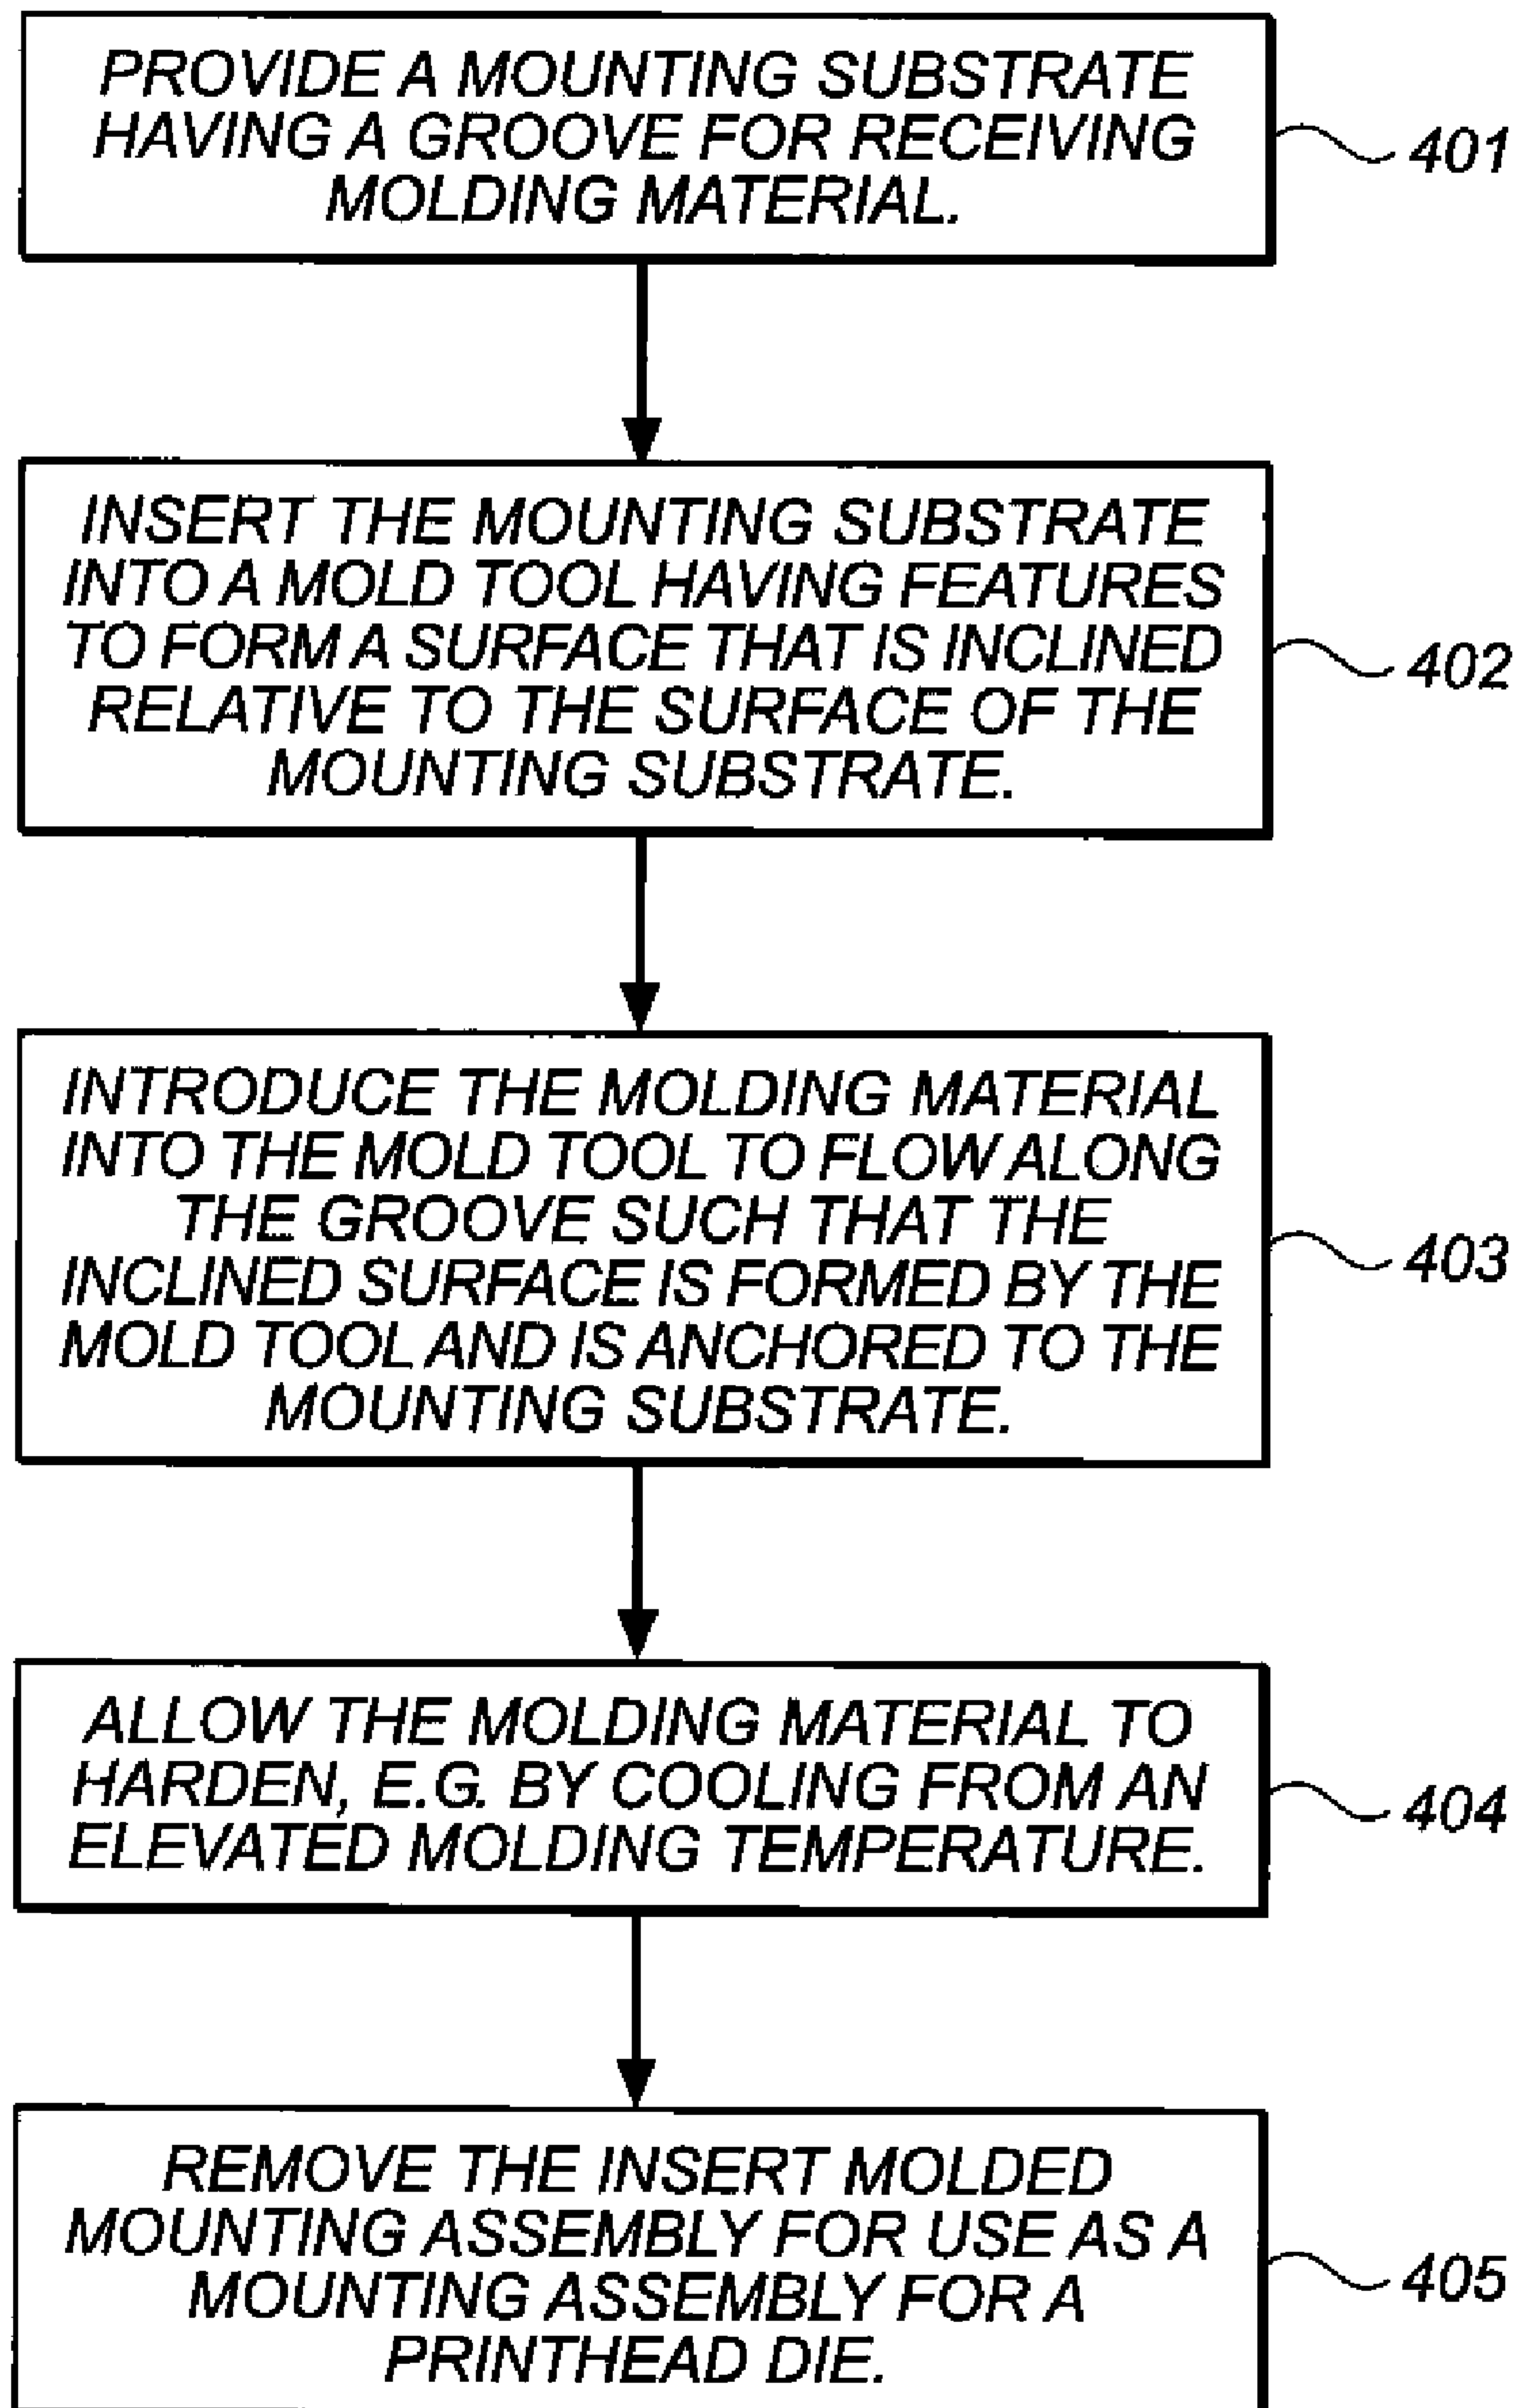 PROVIDE A MOUNTING SUBSTRATE
HAVING A GROOVE FOR RECEIVING
MOLDING MATERIAL.
401
INSERT THE MOUNTING SUBSTRATE
INTO A MOLD TOOL HAVING FEATURES
TO FORM A SURFACE THAT IS INCLINED
RELATIVE TO THE SURFACE OF THE
MOUNTING SUBSTRATE.
402
INTRODUCE THE MOLDING MATERIAL
INTO THE MOLD TOOL TO FLOW ALONG
THE GROOVE SUCH THAT THE
INCLINED SURFACE IS FORMED BY THE
MOLD TOOL AND IS ANCHORED TO THE
MOUNTING SUBSTRATE.
403
ALLOW THE MOLDING MATERIAL TO
HARDEN, E.G. BY COOLING FROM AN
ELEVATED MOLDING TEMPERATURE.
404
REMOVE THE INSERT MOLDED
MOUNTING ASSEMBLY FOR USE AS A
MOUNTING ASSEMBLY FOR A
PRINTHEAD DIE.
405